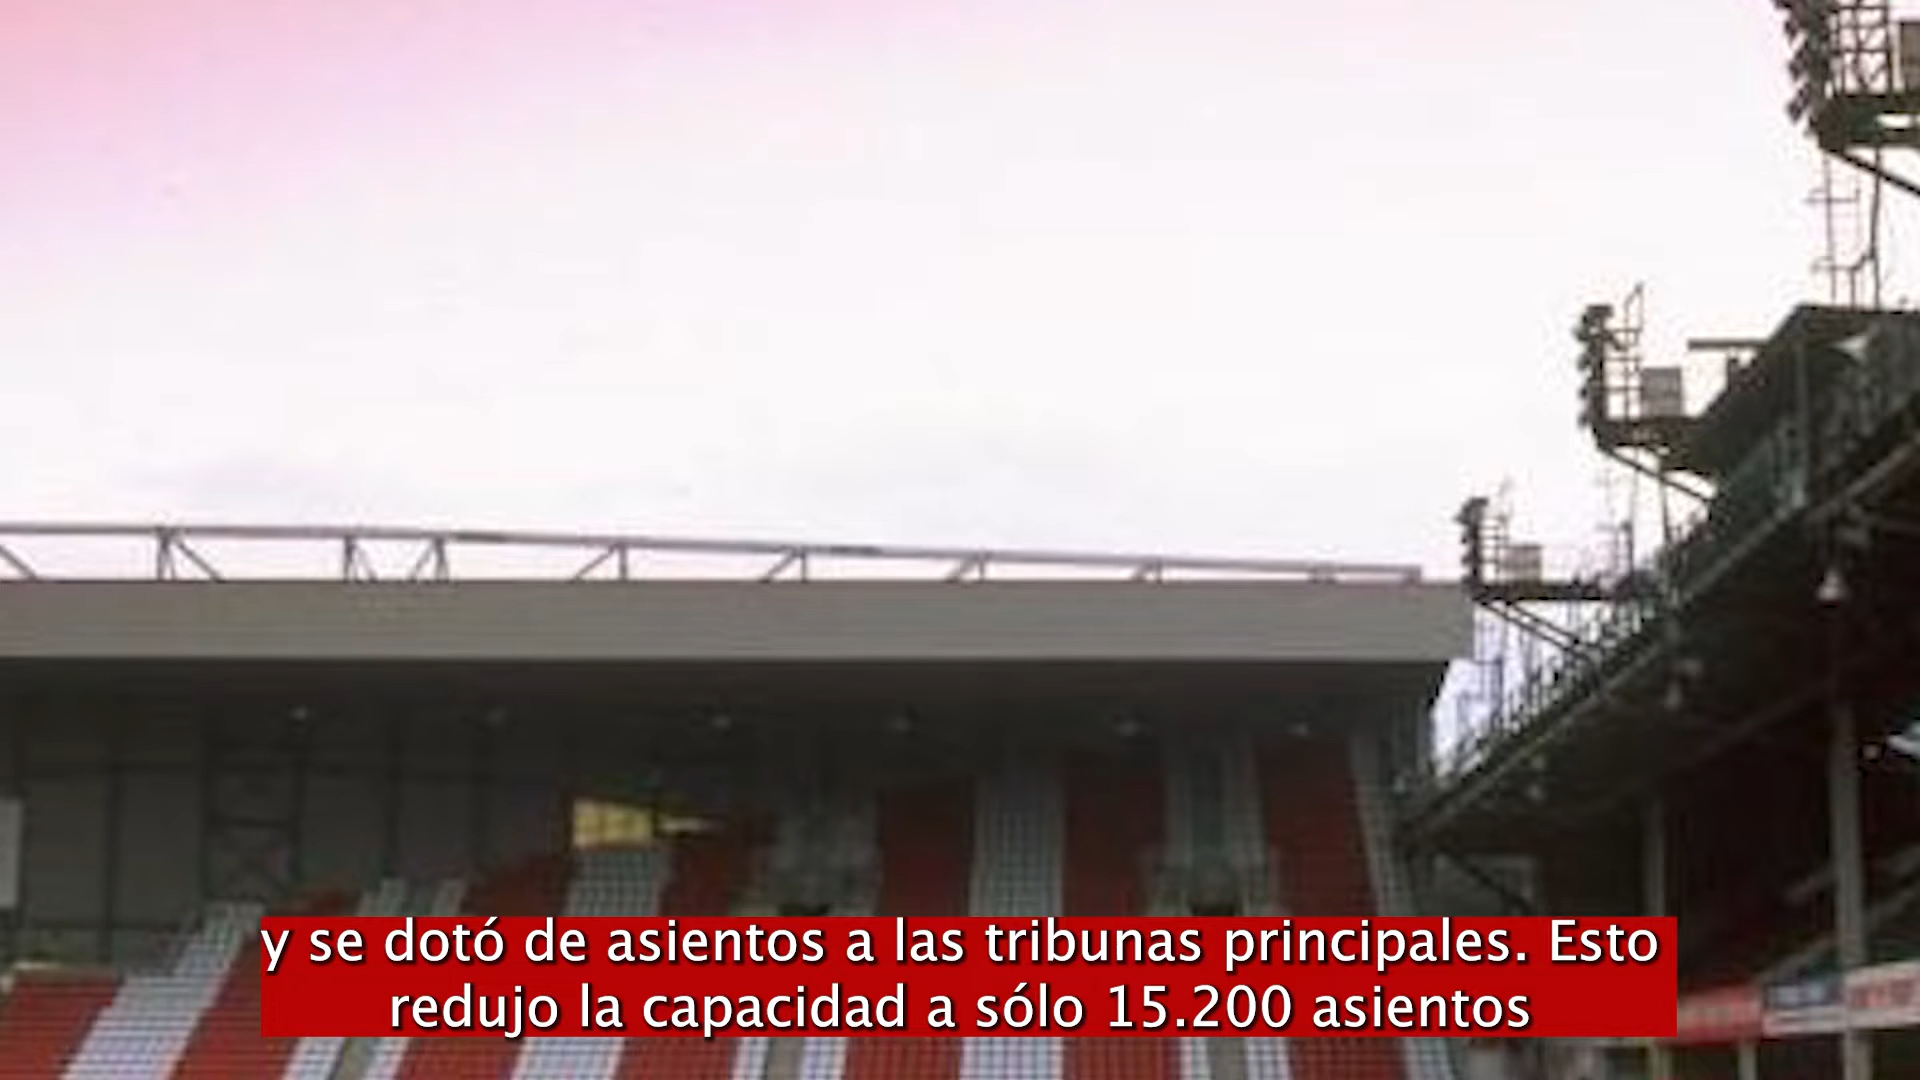 y se dotó de asientos a las tribunas principales. Esto
redujo la capacidad a sólo 15.200 asientos